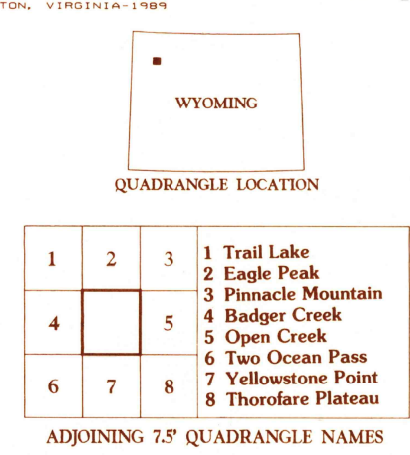 TON, VIRGINIA-1989
WYOMING
QUADRANGLE LOCATION
1 2 3
4 5
6 7 8
1 Trail Lake
2 Eagle Peak
3 Pinnacle Mountain
4 Badger Creek
5 Open Creek
6 Two Ocean Pass
7 Yellowstone Point
8 Thorofare Plateau
ADJOINING 7.5' QUADRANGLE NAMES